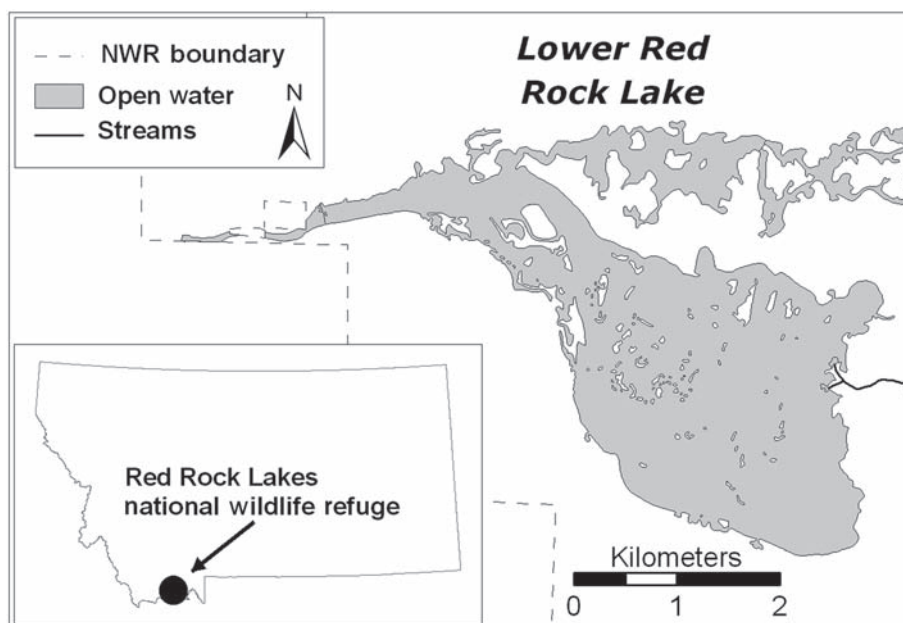 NWR boundary
Open water
Streams
N
Lower Red
Rock Lake
Red Rock Lakes
national wildlife refuge
Kilometers
0 1 2